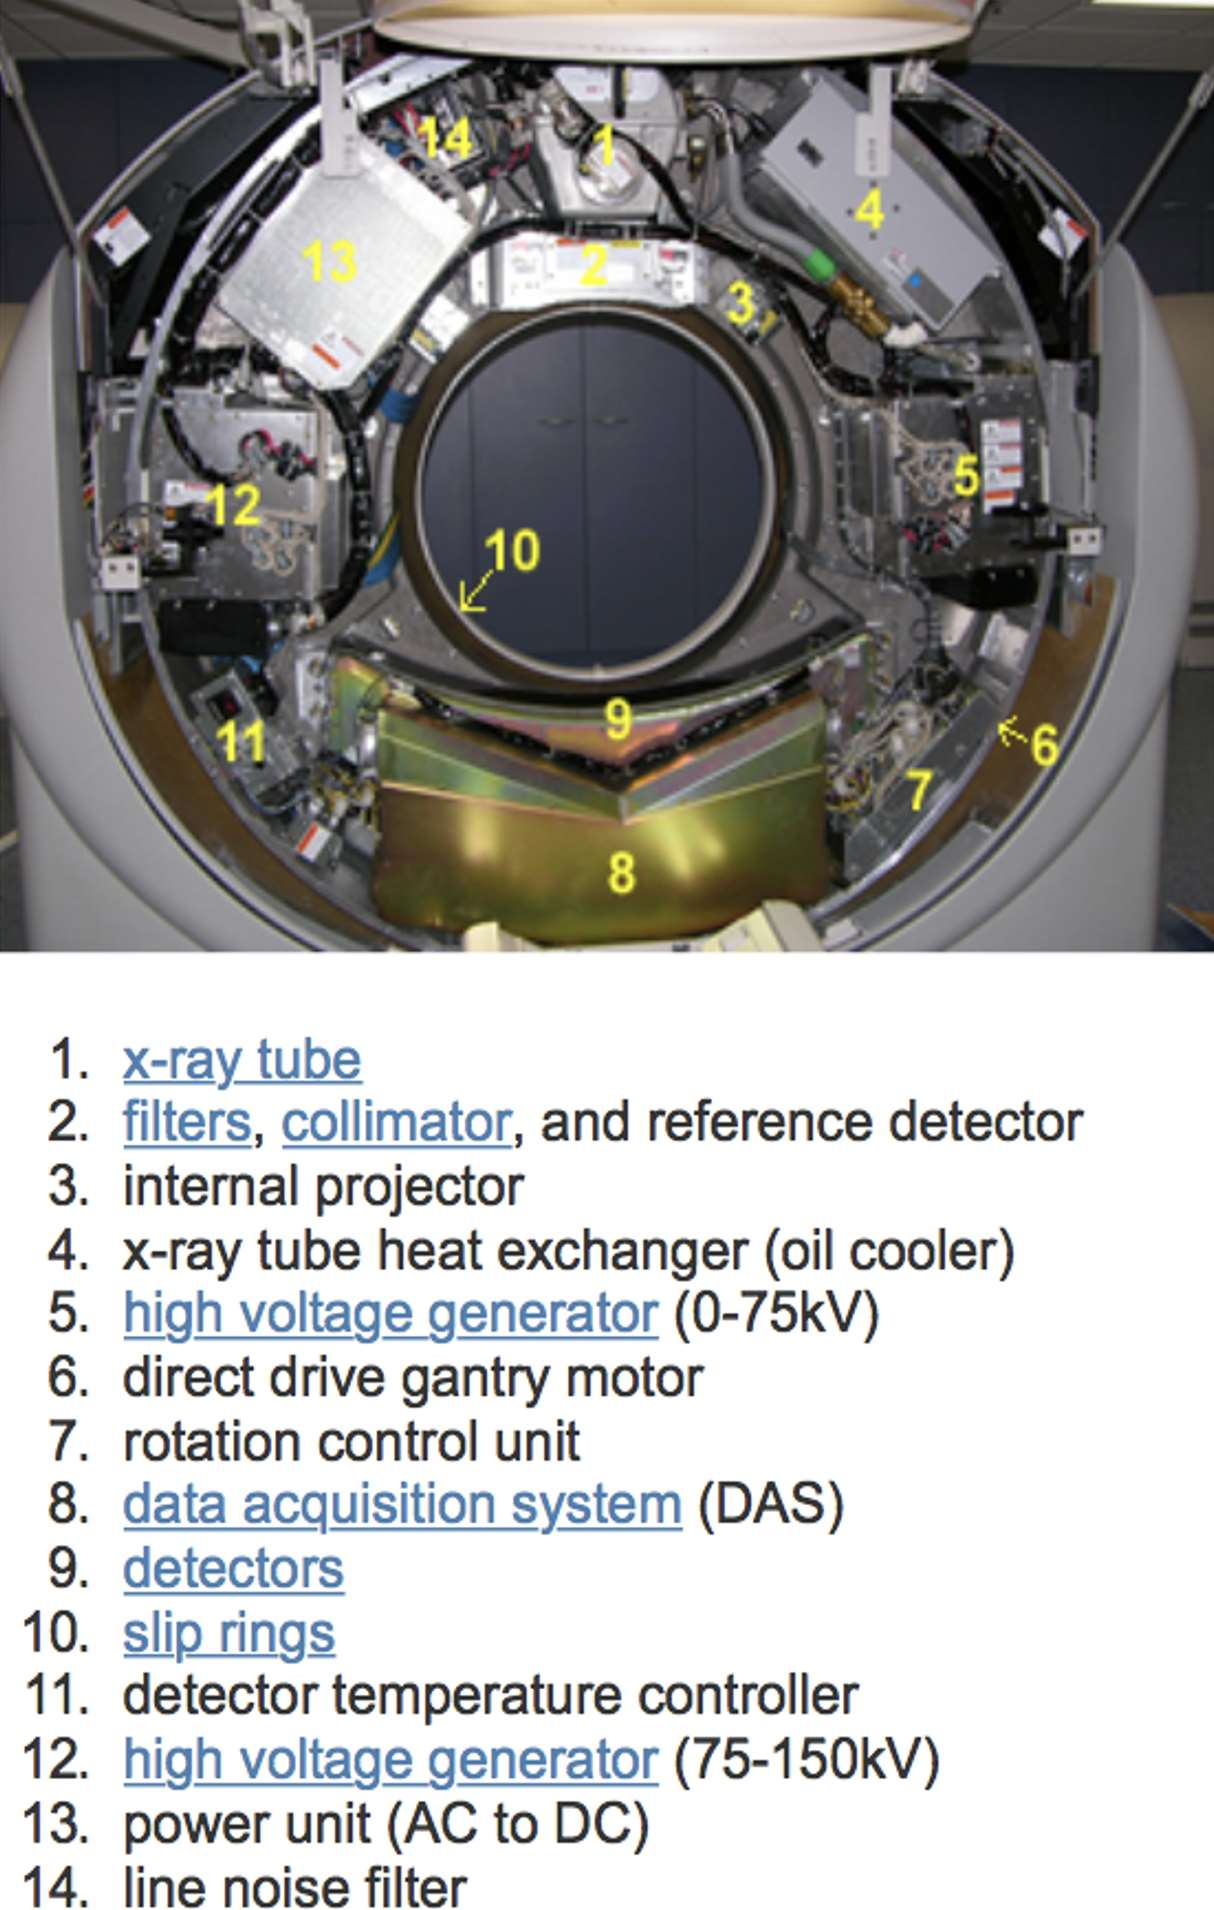 14
1
4
13
2
3
5
12
10
9
11
6
7
8
1. x-ray tube
2. filters, collimator, and reference detector
3. internal projector
4. x-ray tube heat exchanger (oil cooler)
5. high voltage generator (0-75kV)
6. direct drive gantry motor
7. rotation control unit
8. data acquisition system (DAS)
9. detectors
10. slip rings
11. detector temperature controller
12. high voltage generator (75-150kV)
13. power unit (AC to DC)
14. line noise filter